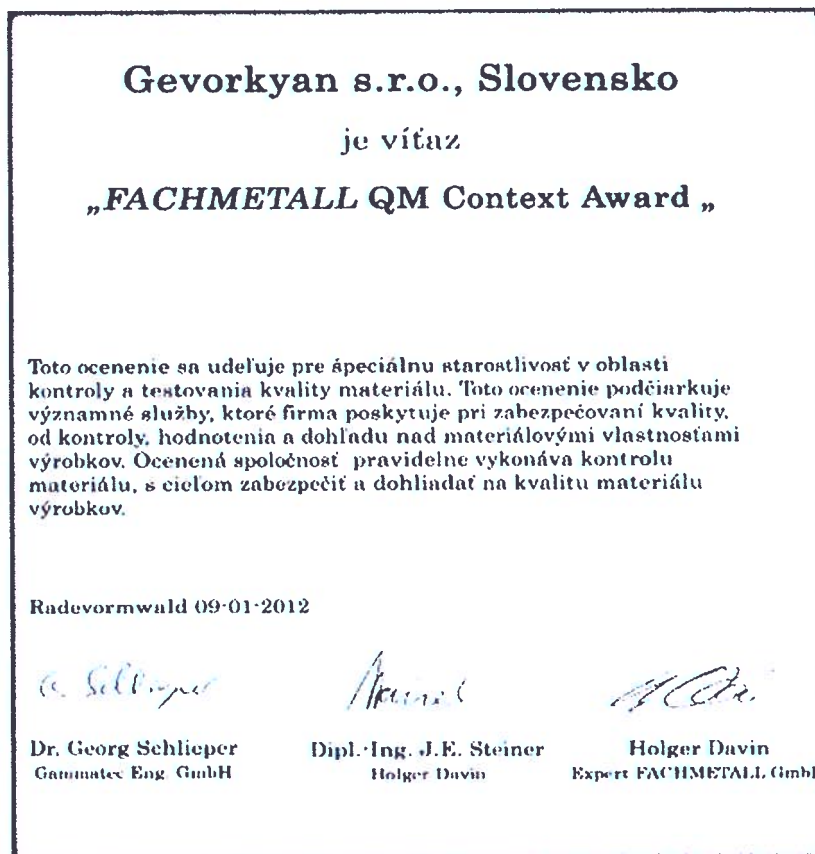 Gevorkyan s.r.o., Slovensko
je víťaz
„FACHMETALL QM Context Award „
Toto ocenenie sa udeľuje pre špeciálnu starostlivosť v oblasti
kontroly a testovania kvality materiálu. Toto ocenenie podčiarkuje
významné služby, ktoré firma poskytuje pri zabezpečovaní kvality,
od kontroly, hodnotenia a dohľadu nad materiálovými vlastnosťami
výrobkov. Ocenená spoločnosť pravidelne vykonáva kontrolu
materiálu, s cieľom zabezpečiť a dohliadať na kvalitu materiálu
výrobkov.
Radevormwald 09-01-2012
Dr. Georg Schlieper Dipl.-Ing. J.E. Steiner Holger Davin
Gammatec Eng. GmbH Holger Davin Expert FACHMETALL GmbH